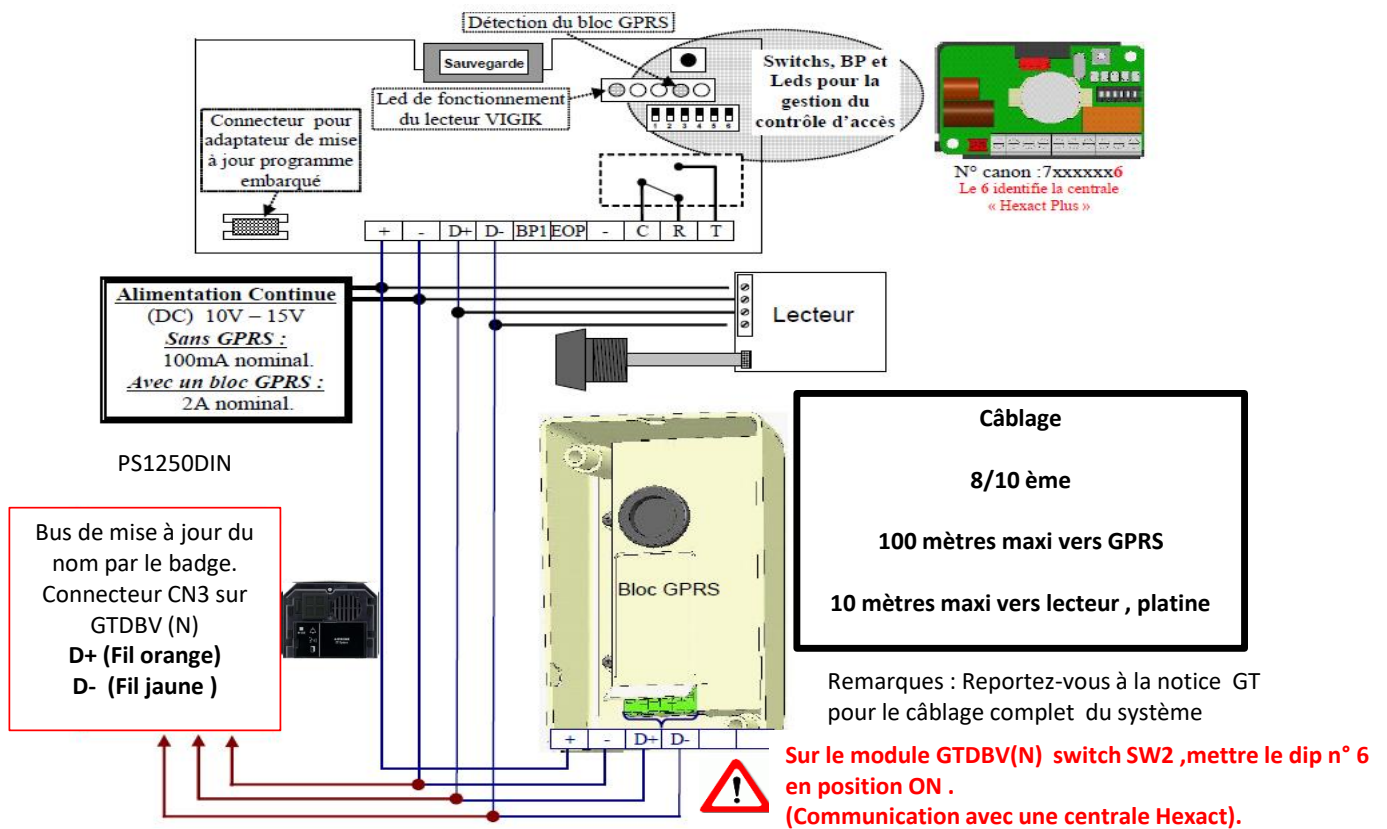 Détection du bloc GPRS
Sauvegarde
Switchs, BP et
Leds pour la
gestion du
contrôle d’accès
Led de fonctionnement
du lecteur VIGIK
1 2 3 4 5 6
Connecteur pour
adaptateur de mise
à jour programme
embarqué
N° canon :7xxxxxx6
Le 6 identifie la centrale
« Hexact Plus »
+ - D+ D- BP1 EOP - C R T
Alimentation Continue
(DC) 10V – 15V
Sans GPRS :
100mA nominal.
Avec un bloc GPRS :
2A nominal.
Lecteur
PS1250DIN
Bus de mise à jour du
nom par le badge.
Connecteur CN3 sur
GTDBV (N)
D+ (Fil orange)
D- (Fil jaune )
Bloc GPRS
+ - D+ D-
Câblage
8/10 ème
100 mètres maxi vers GPRS
10 mètres maxi vers lecteur , platine
Remarques : Reportez-vous à la notice GT
pour le câblage complet du système
Sur le module GTDBV(N) switch SW2 ,mettre le dip n° 6
en position ON .
(Communication avec une centrale Hexact).